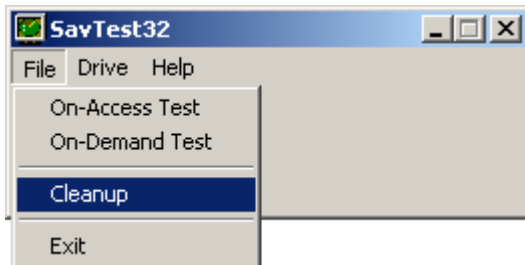 SavTest32
File Drive Help
On-Access Test
On-Demand Test
Cleanup
Exit